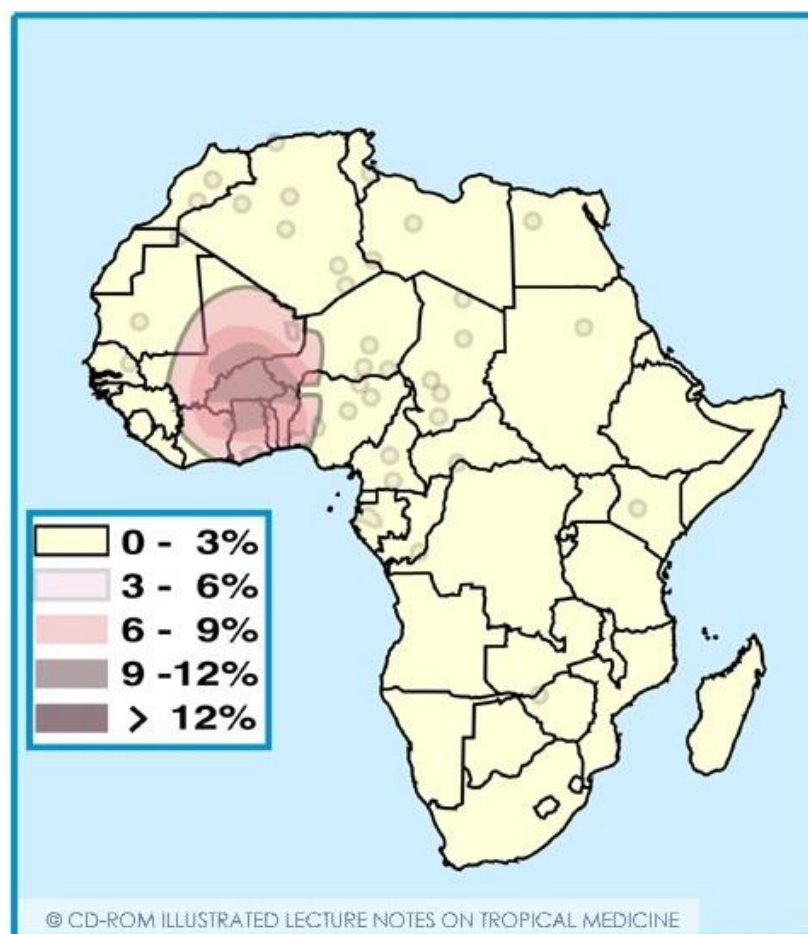 0 - 3%
3 - 6%
6 - 9%
9 -12%
> 12%
© CD-ROM ILLUSTRATED LECTURE NOTES ON TROPICAL MEDICINE